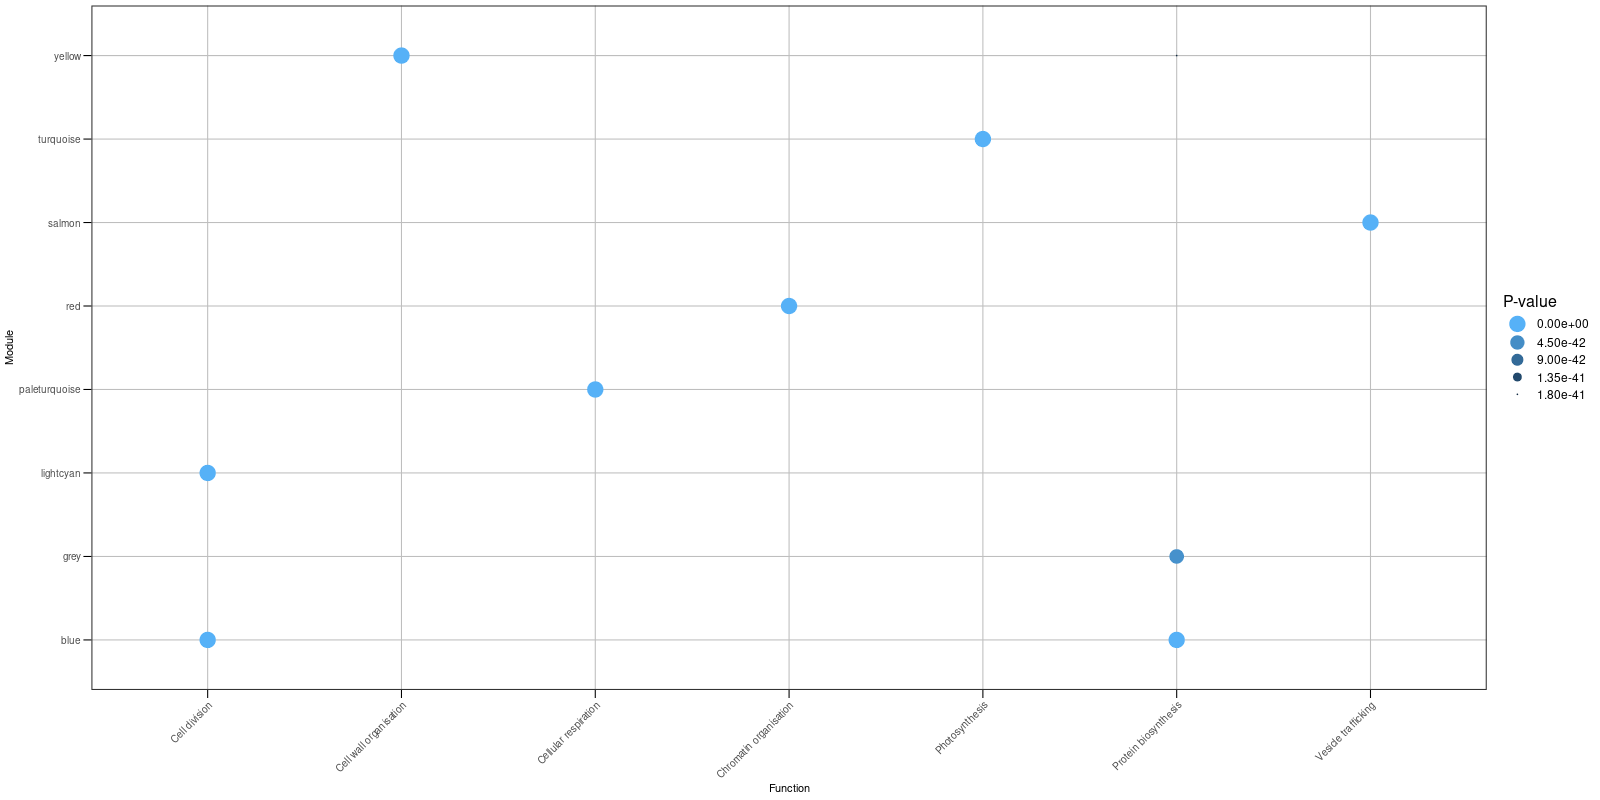 yellow
turquoise
salmon
red
paleturquoise
lightcyan
grey
blue
Module
Cell division
Cell wall organisation
Cellular respiration
Chromatin organisation
Photosynthesis
Protein biosynthesis
Vesicle trafficking
Function
P-value
0.00e+00
4.50e-42
9.00e-42
1.35e-41
1.80e-41